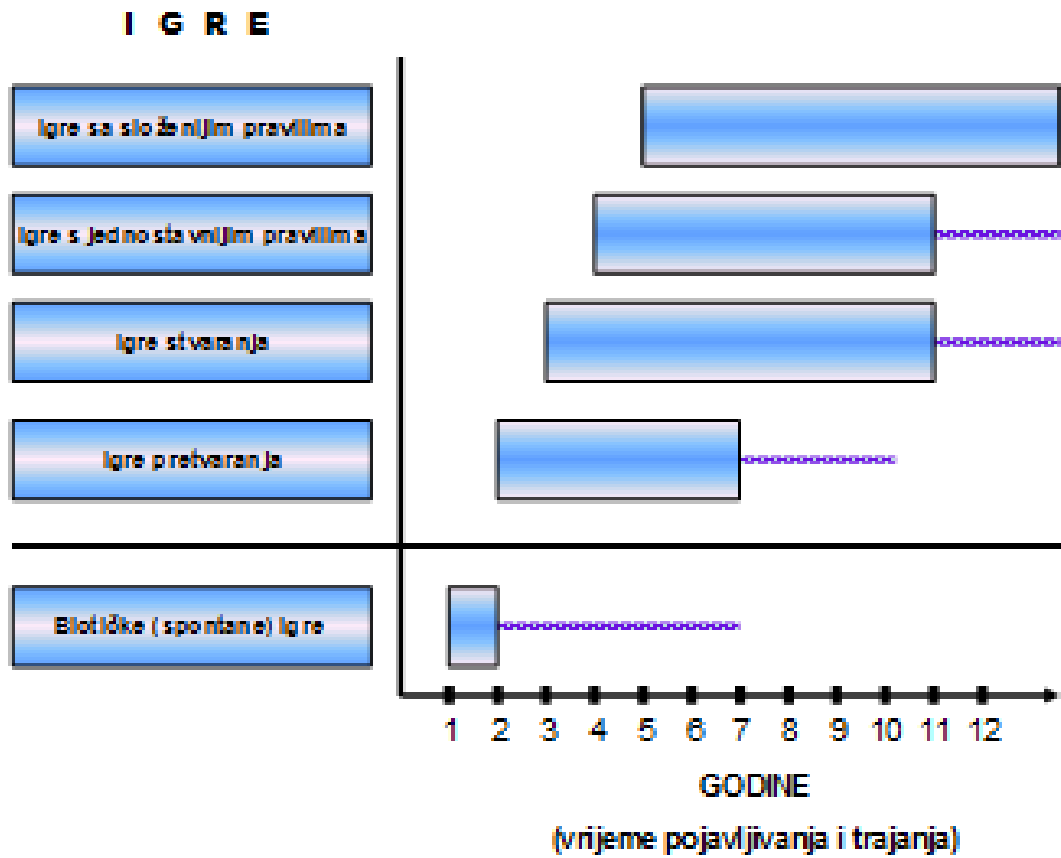 I G R E
Igre sa složenijim pravilima
Igre s jednostavnijim pravilima
Igre stvaranja
Igre pretvaranja
Biotičke (spontane) igre
1 2 3 4 5 6 7 8 9 10 11 12
GODINE
(vrijeme pojavljivanja i trajanja)